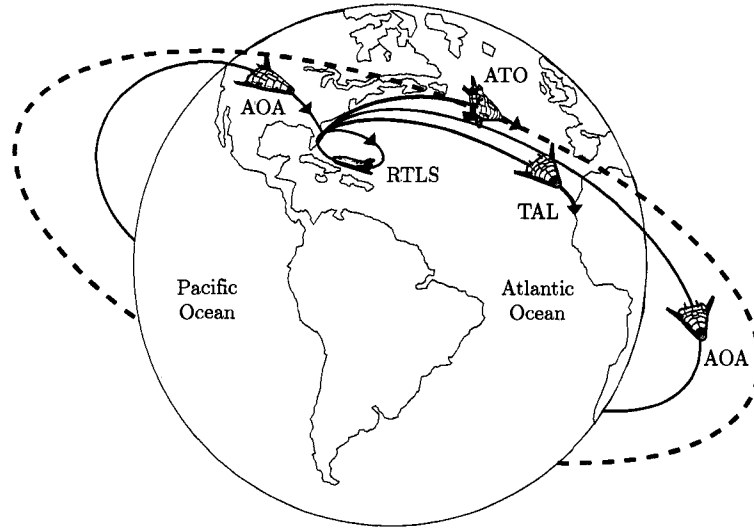 ATO
AOA
RTLS
TAL
Pacific
Ocean
Atlantic
Ocean
AOA